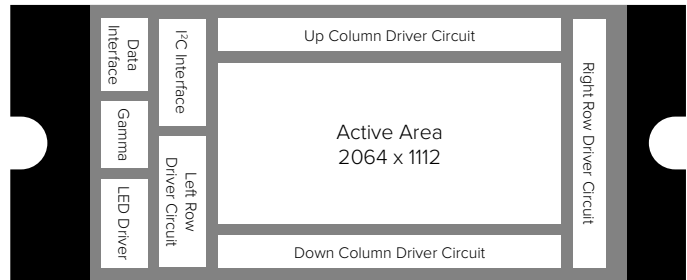 Data
Interface
Gamma
LED Driver
I²C Interface
Left Row
Driver Circuit
Up Column Driver Circuit
Active Area
2064 x 1112
Down Column Driver Circuit
Right Row Driver Circuit